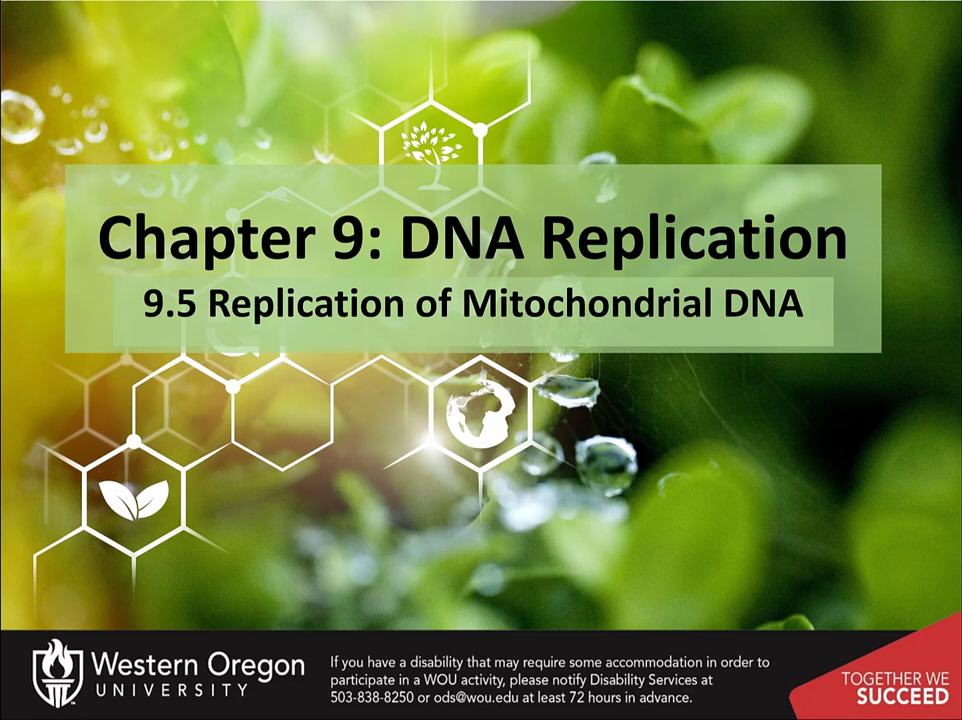 Chapter 9: DNA Replication
9.5 Replication of Mitochondrial DNA
Western Oregon
UNIVERSITY
If you have a disability that may require some accommodation in order to
participate in a WOU activity, please notify Disability Services at
503-838-8250 or ods@wou.edu at least 72 hours in advance.
TOGETHER WE
SUCCEED